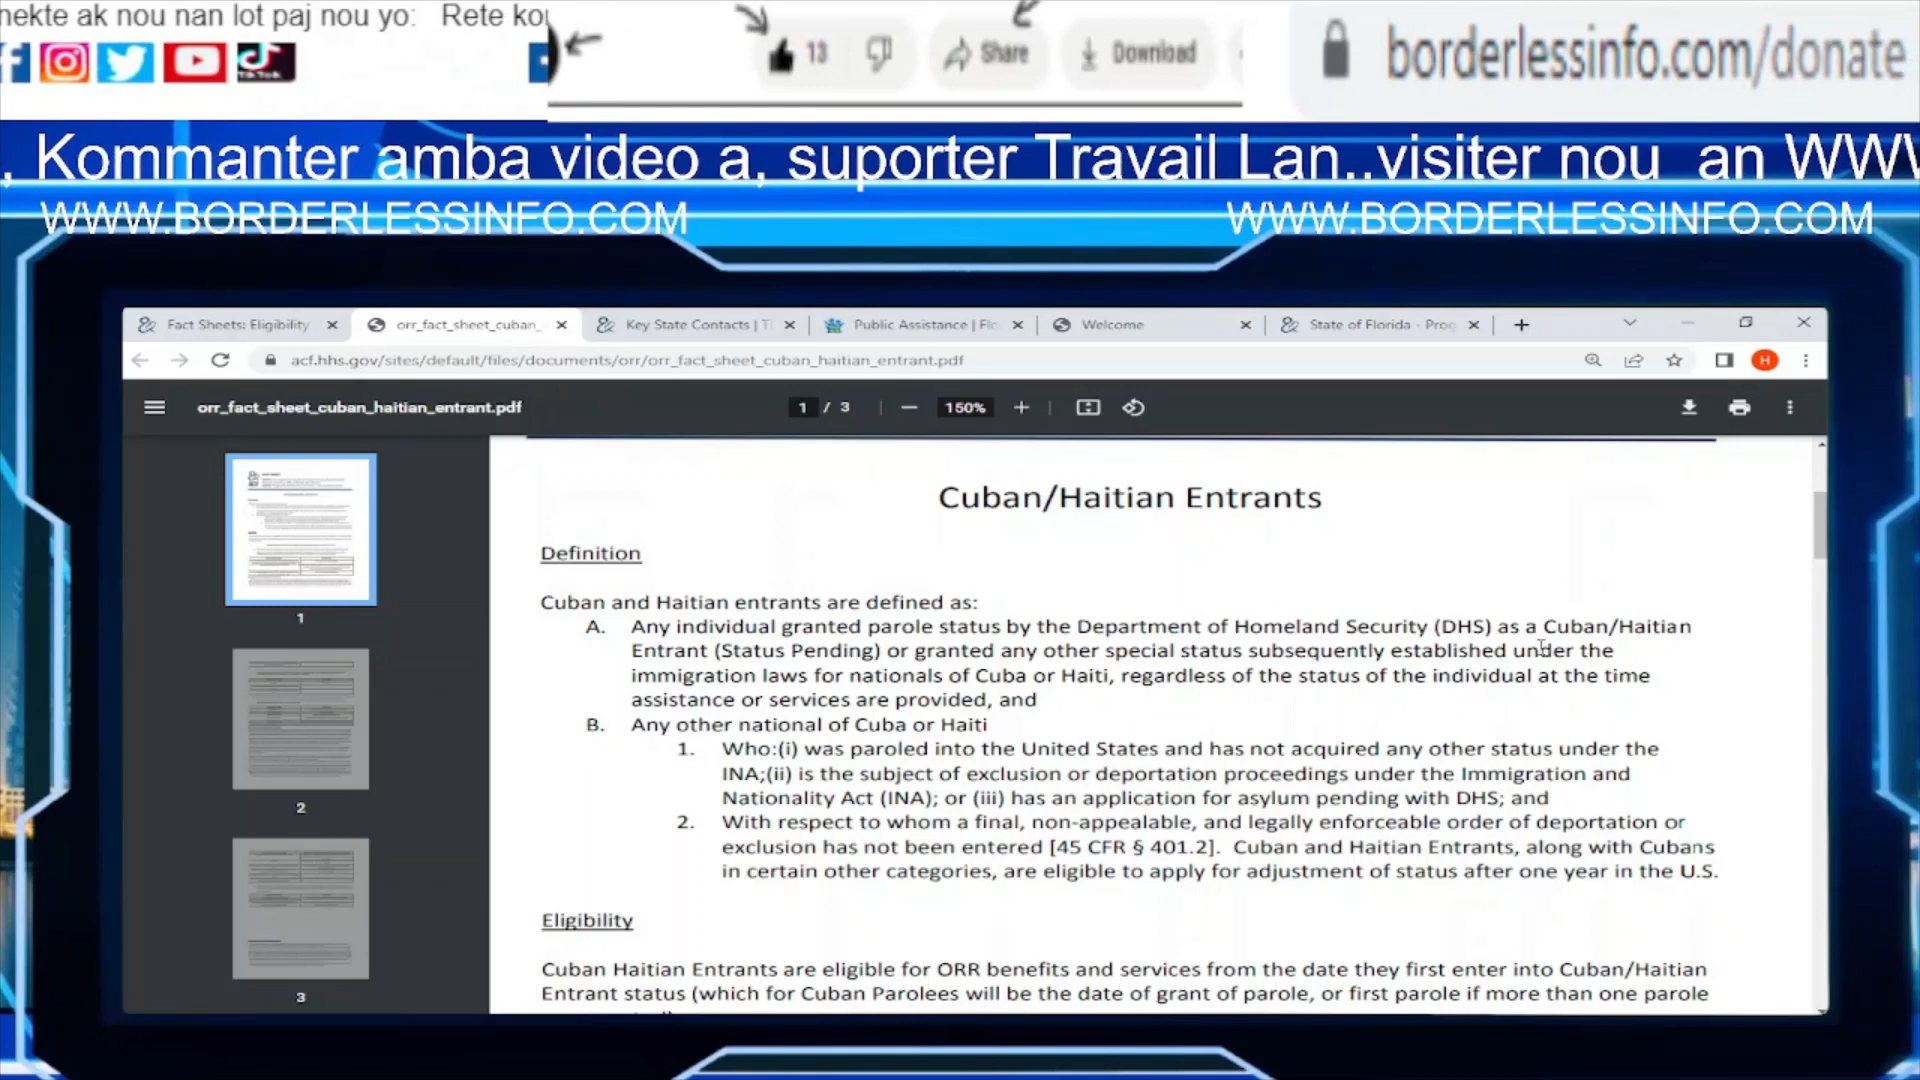 nekte ak nou nan lot paj nou yo: Rete
13 Share Download
borderlessinfo.com/donate
, Kommanter amba video a, suporter Travail Lan..visiter nou an WWW
WWW.BORDERLESSINFO.COM WWW.BORDERLESSINFO.COM
Fact Sheets: Eligibility orr_fact_sheet_cuban_ Key State Contacts | T Public Assistance | Flo Welcome State of Florida - Prog
acf.hhs.gov/sites/default/files/documents/orr/orr_fact_sheet_cuban_haitian_entrant.pdf H
orr_fact_sheet_cuban_haitian_entrant.pdf 1 / 3 150%
Cuban/Haitian Entrants
Definition
Cuban and Haitian entrants are defined as:
A. Any individual granted parole status by the Department of Homeland Security (DHS) as a Cuban/Haitian
Entrant (Status Pending) or granted any other special status subsequently established under the
immigration laws for nationals of Cuba or Haiti, regardless of the status of the individual at the time
assistance or services are provided, and
B. Any other national of Cuba or Haiti
1. Who:(i) was paroled into the United States and has not acquired any other status under the
INA;(ii) is the subject of exclusion or deportation proceedings under the Immigration and
Nationality Act (INA); or (iii) has an application for asylum pending with DHS; and
2. With respect to whom a final, non-appealable, and legally enforceable order of deportation or
exclusion has not been entered [45 CFR § 401.2]. Cuban and Haitian Entrants, along with Cubans
in certain other categories, are eligible to apply for adjustment of status after one year in the U.S.
Eligibility
Cuban Haitian Entrants are eligible for ORR benefits and services from the date they first enter into Cuban/Haitian
Entrant status (which for Cuban Parolees will be the date of grant of parole, or first parole if more than one parole
1
2
3